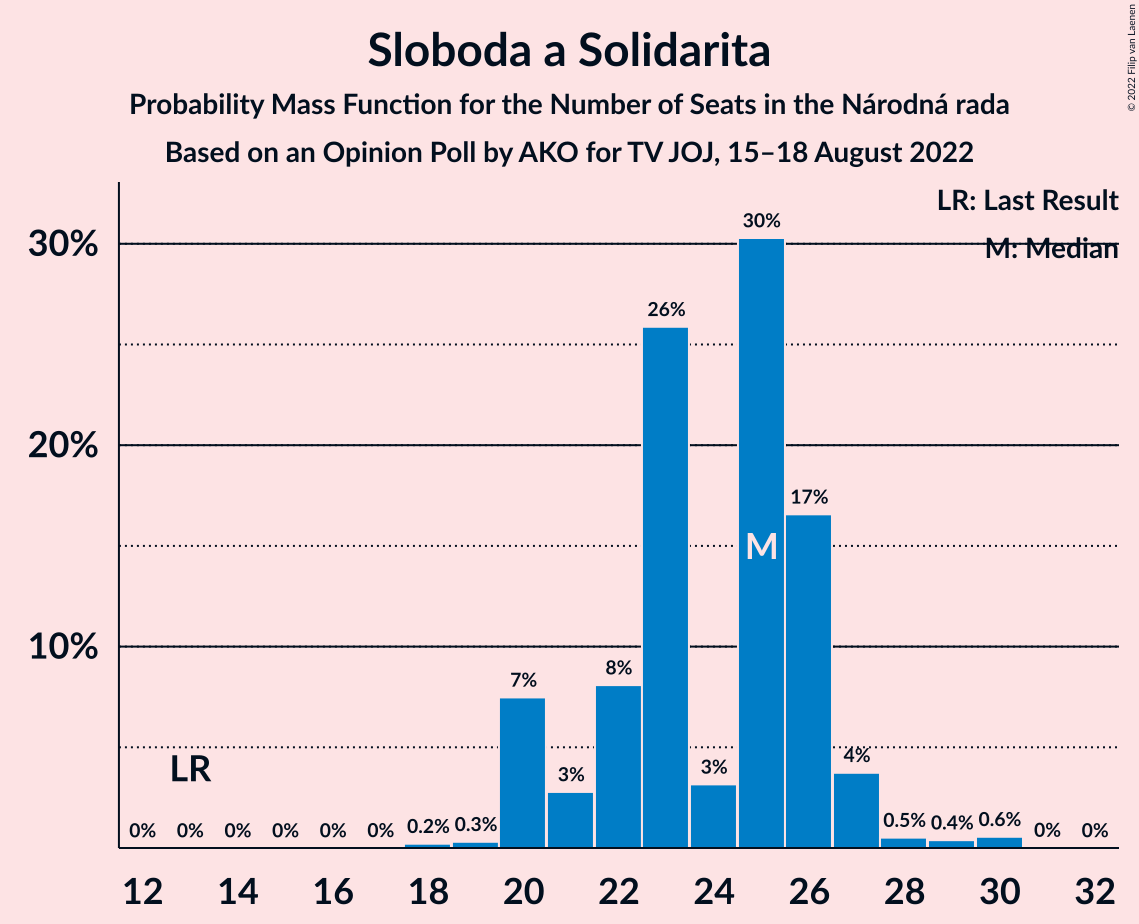 Sloboda a Solidarita
Probability Mass Function for the Number of Seats in the Národná rada
Based on an Opinion Poll by AKO for TV JOJ, 15–18 August 2022
© 2022 Filip van Laenen
LR: Last Result
M: Median
30%
20%
10%
30%
26%
17%
M
8%
7%
3%
3%
4%
LR
0% 0% 0% 0% 0% 0% 0.2% 0.3% 0.5% 0.4% 0.6% 0% 0%
12 14 16 18 20 22 24 26 28 30 32